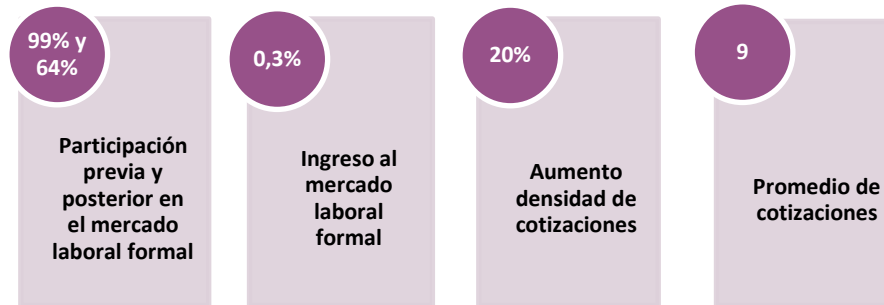 99% y
64%
Participación
previa y
posterior en
el mercado
laboral formal
0,3%
Ingreso al
mercado
laboral
formal
20%
Aumento
densidad de
cotizaciones
9
Promedio de
cotizaciones